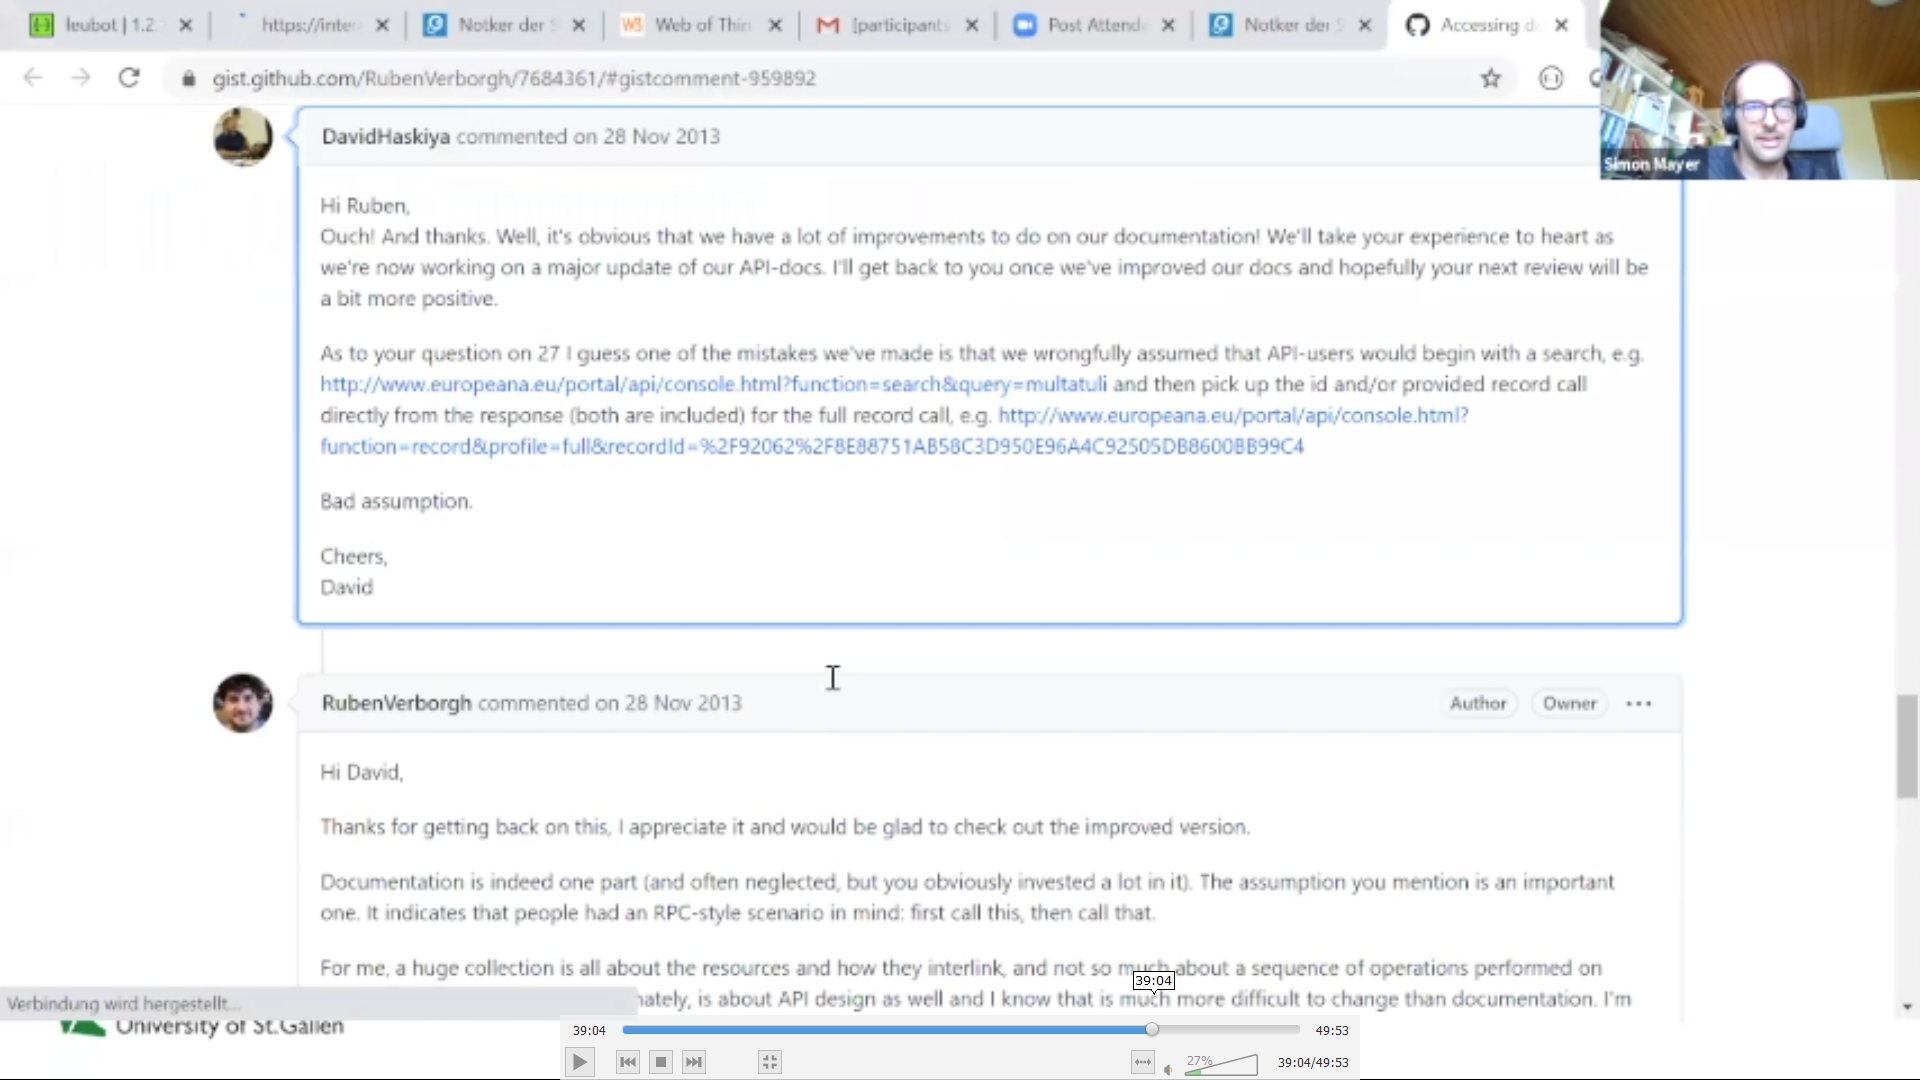 leubot | 1.2.
https://inter
Notker der S
Web of Thin
[participants
Post Attend
Notker der S
Accessing d
gist.github.com/RubenVerborgh/7684361/#gistcomment-959892
Simon Mayer
DavidHaskiya commented on 28 Nov 2013
Hi Ruben,
Ouch! And thanks. Well, it's obvious that we have a lot of improvements to do on our documentation! We'll take your experience to heart as
we're now working on a major update of our API-docs. I'll get back to you once we've improved our docs and hopefully your next review will be
a bit more positive.
As to your question on 27 I guess one of the mistakes we've made is that we wrongfully assumed that API-users would begin with a search, e.g.
http://www.europeana.eu/portal/api/console.html?function=search&query=multatuli and then pick up the id and/or provided record call
directly from the response (both are included) for the full record call, e.g. http://www.europeana.eu/portal/api/console.html?
function=record&profile=full&recordId=%2F92062%2F8E88751AB58C3D950E96A4C92505DB8600BB99C4
Bad assumption.
Cheers,
David
RubenVerborgh commented on 28 Nov 2013
Author
Owner
Hi David,
Thanks for getting back on this, I appreciate it and would be glad to check out the improved version.
Documentation is indeed one part (and often neglected, but you obviously invested a lot in it). The assumption you mention is an important
one. It indicates that people had an RPC-style scenario in mind: first call this, then call that.
For me, a huge collection is all about the resources and how they interlink, and not so much about a sequence of operations performed on
39:04
Verbindung wird hergestellt...
nately, is about API design as well and I know that is much more difficult to change than documentation. I'm
University of St.Gallen
39:04
49:53
27%
39:04/49:53